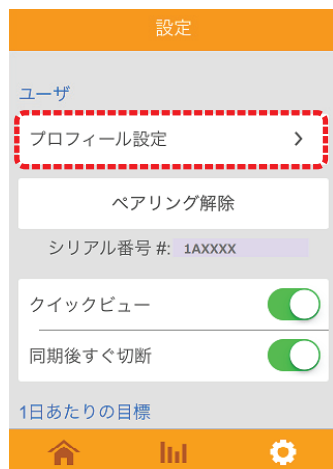 設定
ユーザ
プロフィール設定
ペアリング解除
シリアル番号 #: 1AXXXX
クイックビュー
同期後すぐ切断
1日あたりの目標